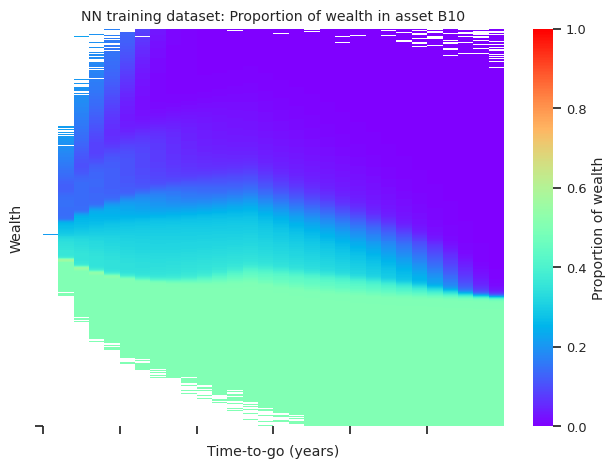 NN training dataset: Proportion of wealth in asset B10
Wealth
Time-to-go (years)
1.0
0.8
0.6
0.4
0.2
0.0
Proportion of wealth